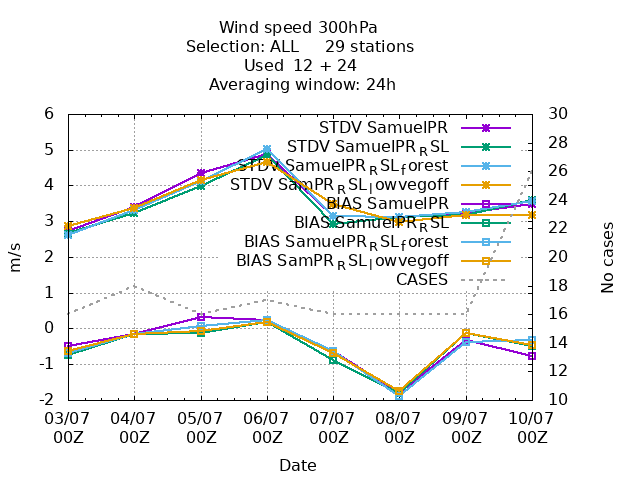 Wind speed 300hPa
Selection: ALL 29 stations
Used 12 + 24
Averaging window: 24h
m/s
No cases
6
5
4
3
2
1
0
-1
-2
30
28
26
24
22
20
18
16
14
12
10
STDV SamuelPR
STDV SamuelPR_RSL
STDV SamuelPR_RSL_forest
STDV SamPR_RSL_lowvegoff
BIAS SamuelPR
BIAS SamuelPR_RSL
BIAS SamuelPR_RSL_forest
BIAS SamPR_RSL_lowvegoff
CASES
03/07 04/07 05/07 06/07 07/07 08/07 09/07 10/07
00Z 00Z 00Z 00Z 00Z 00Z 00Z 00Z
Date